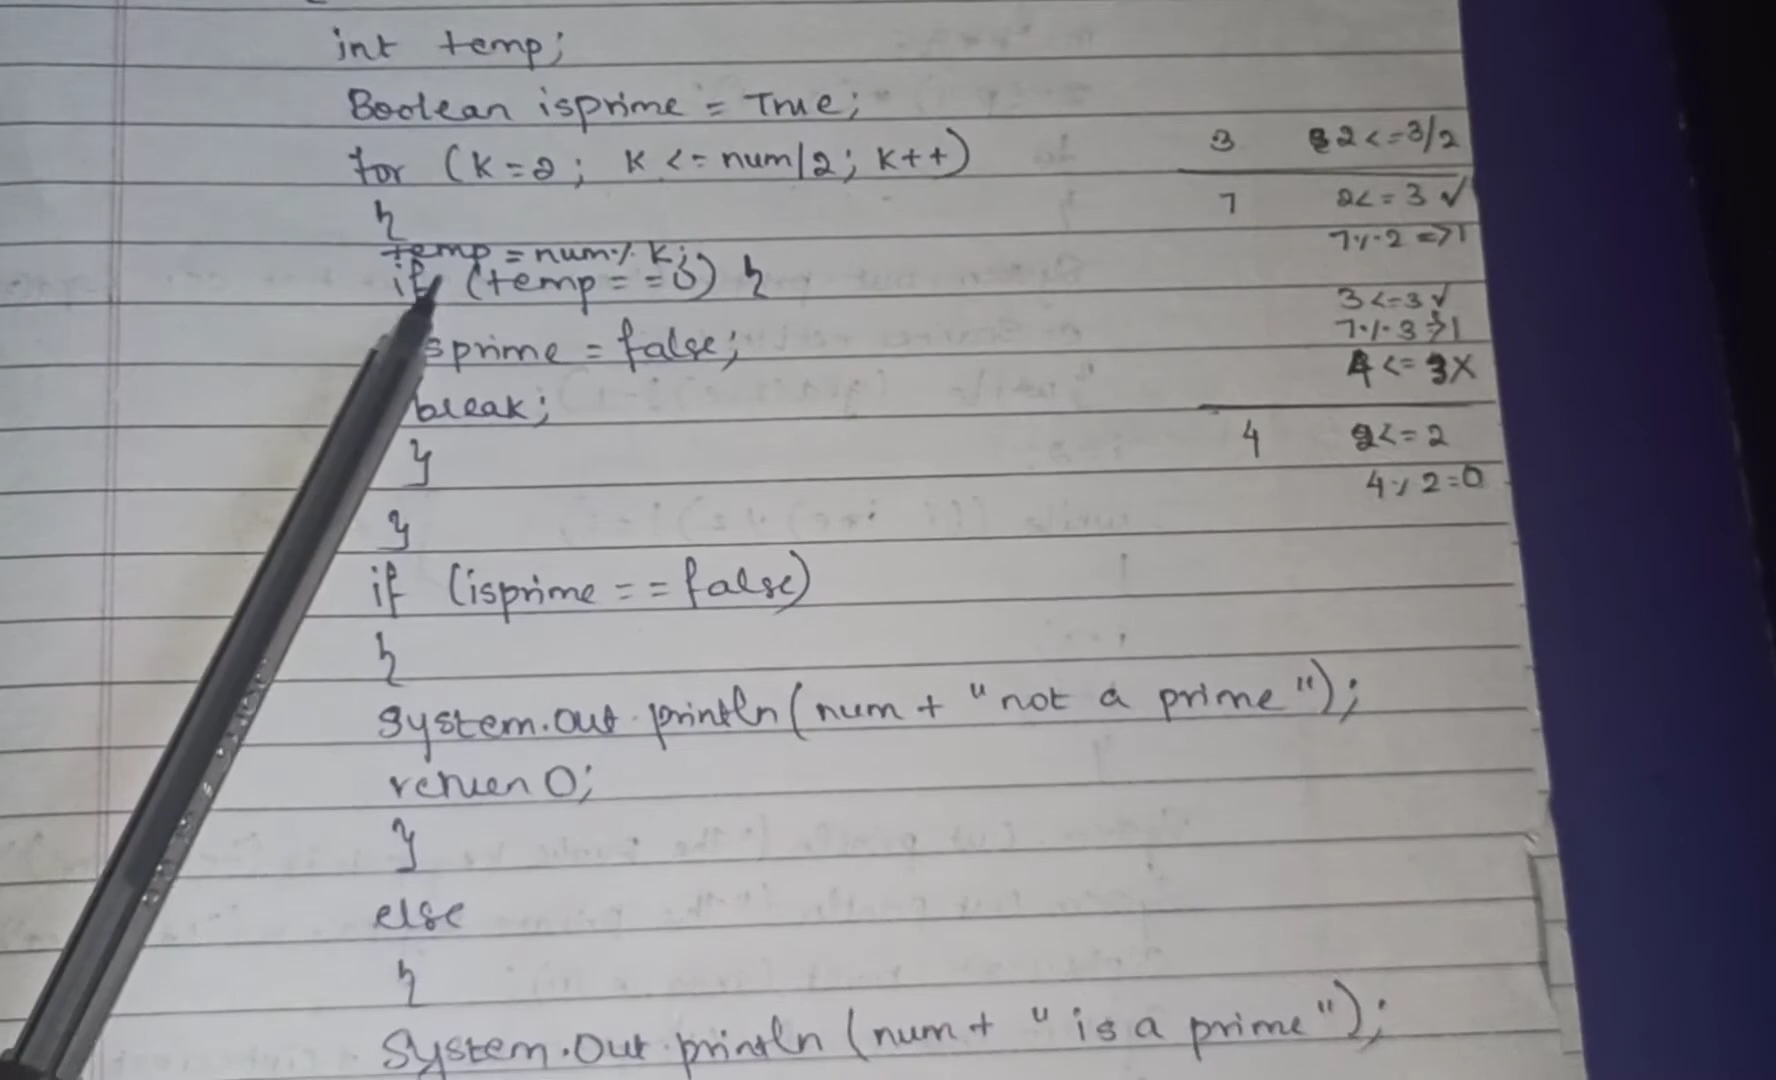 int temp;
Boolean isprime = True;
for (K=2; K <= num/2; K++)
{
temp = num % K;
if (temp == 0) {
isprime = false;
break;
}
}
if (isprime == false)
{
System.out.println(num + "not a prime");
return 0;
}
else
{
System.out.println(num + "is a prime");
3 2 <= 3/2
7 2 <= 3 ✓
7 % 2 => 1
3 <= 3 ✓
7 % 3 => 1
4 <= 3 X
4 2 <= 2
4 % 2 = 0